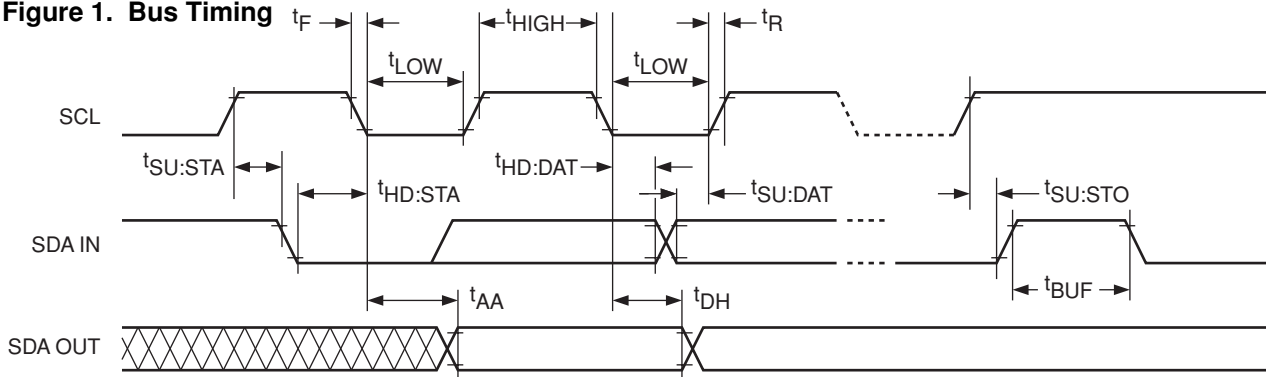 Figure 1. Bus Timing
tF
tHIGH
tR
tLOW
tLOW
SCL
tSU:STA
tHD:STA
tHD:DAT
tSU:DAT
tSU:STO
SDA IN
tBUF
tAA
tDH
SDA OUT